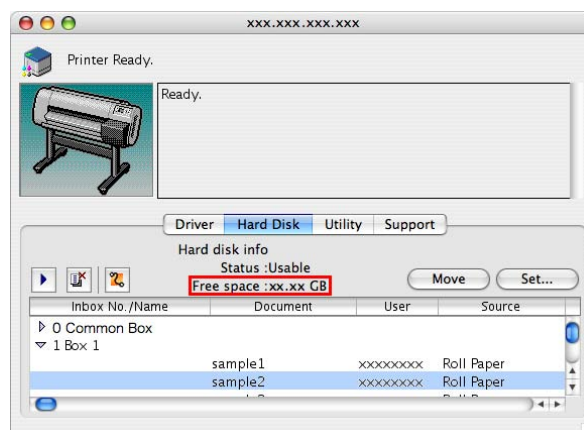 xxx.xxx.xxx.xxx
Printer Ready.
Ready.
Driver Hard Disk Utility Support
Hard disk info
Status :Usable
Free space :xx.xx GB
Move Set...
Inbox No./Name Document User Source
0 Common Box
1 Box 1
sample1 xxxxxxxx Roll Paper
sample2 xxxxxxxx Roll Paper